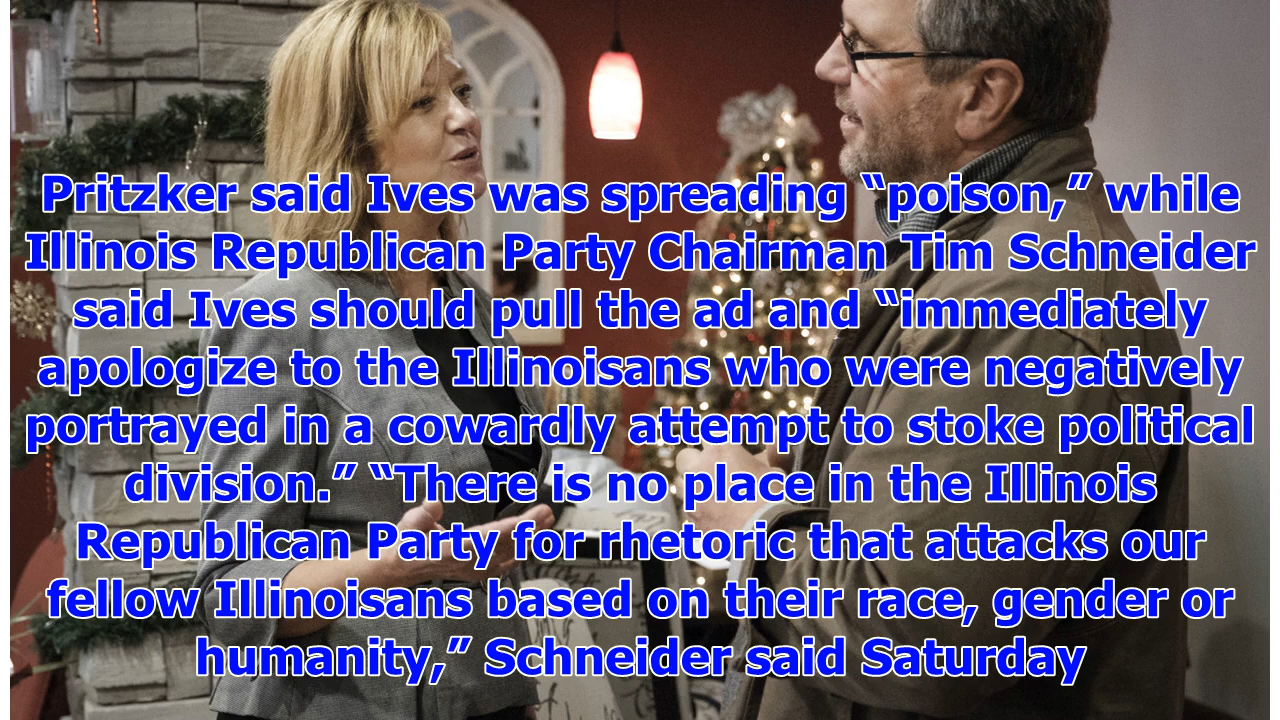 Pritzker said Ives was spreading “poison,” while
Illinois Republican Party Chairman Tim Schneider
said Ives should pull the ad and “immediately
apologize to the Illinoisans who were negatively
portrayed in a cowardly attempt to stoke political
division.” “There is no place in the Illinois
Republican Party for rhetoric that attacks our
fellow Illinoisans based on their race, gender or
humanity,” Schneider said Saturday